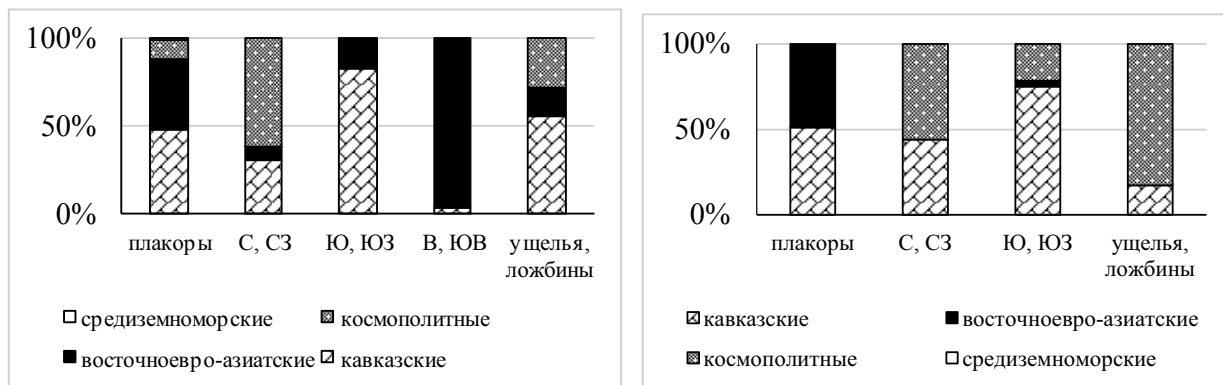 100%
50%
0%
плакоры С, СЗ Ю, ЮЗ В, ЮВ ущелья,
ложбины
средиземноморские космополитные
восточноевро-азиатские кавказские
100%
50%
0%
плакоры С, СЗ Ю, ЮЗ ущелья,
ложбины
кавказские восточноевро-азиатские
космополитные средиземноморские